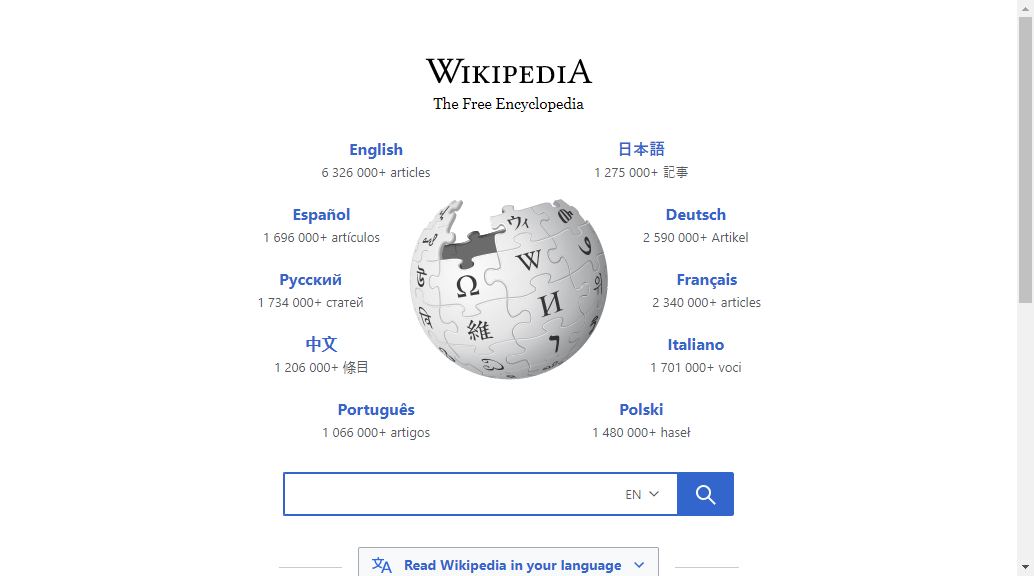 WIKIPEDIA
The Free Encyclopedia
English
6 326 000+ articles
日本語
1 275 000+ 記事
Español
1 696 000+ artículos
Deutsch
2 590 000+ Artikel
Русский
1 734 000+ статей
Français
2 340 000+ articles
中文
1 206 000+ 條目
Italiano
1 701 000+ voci
Português
1 066 000+ artigos
Polski
1 480 000+ haseł
Ω
W
И
維
ウィ
EN
Read Wikipedia in your language